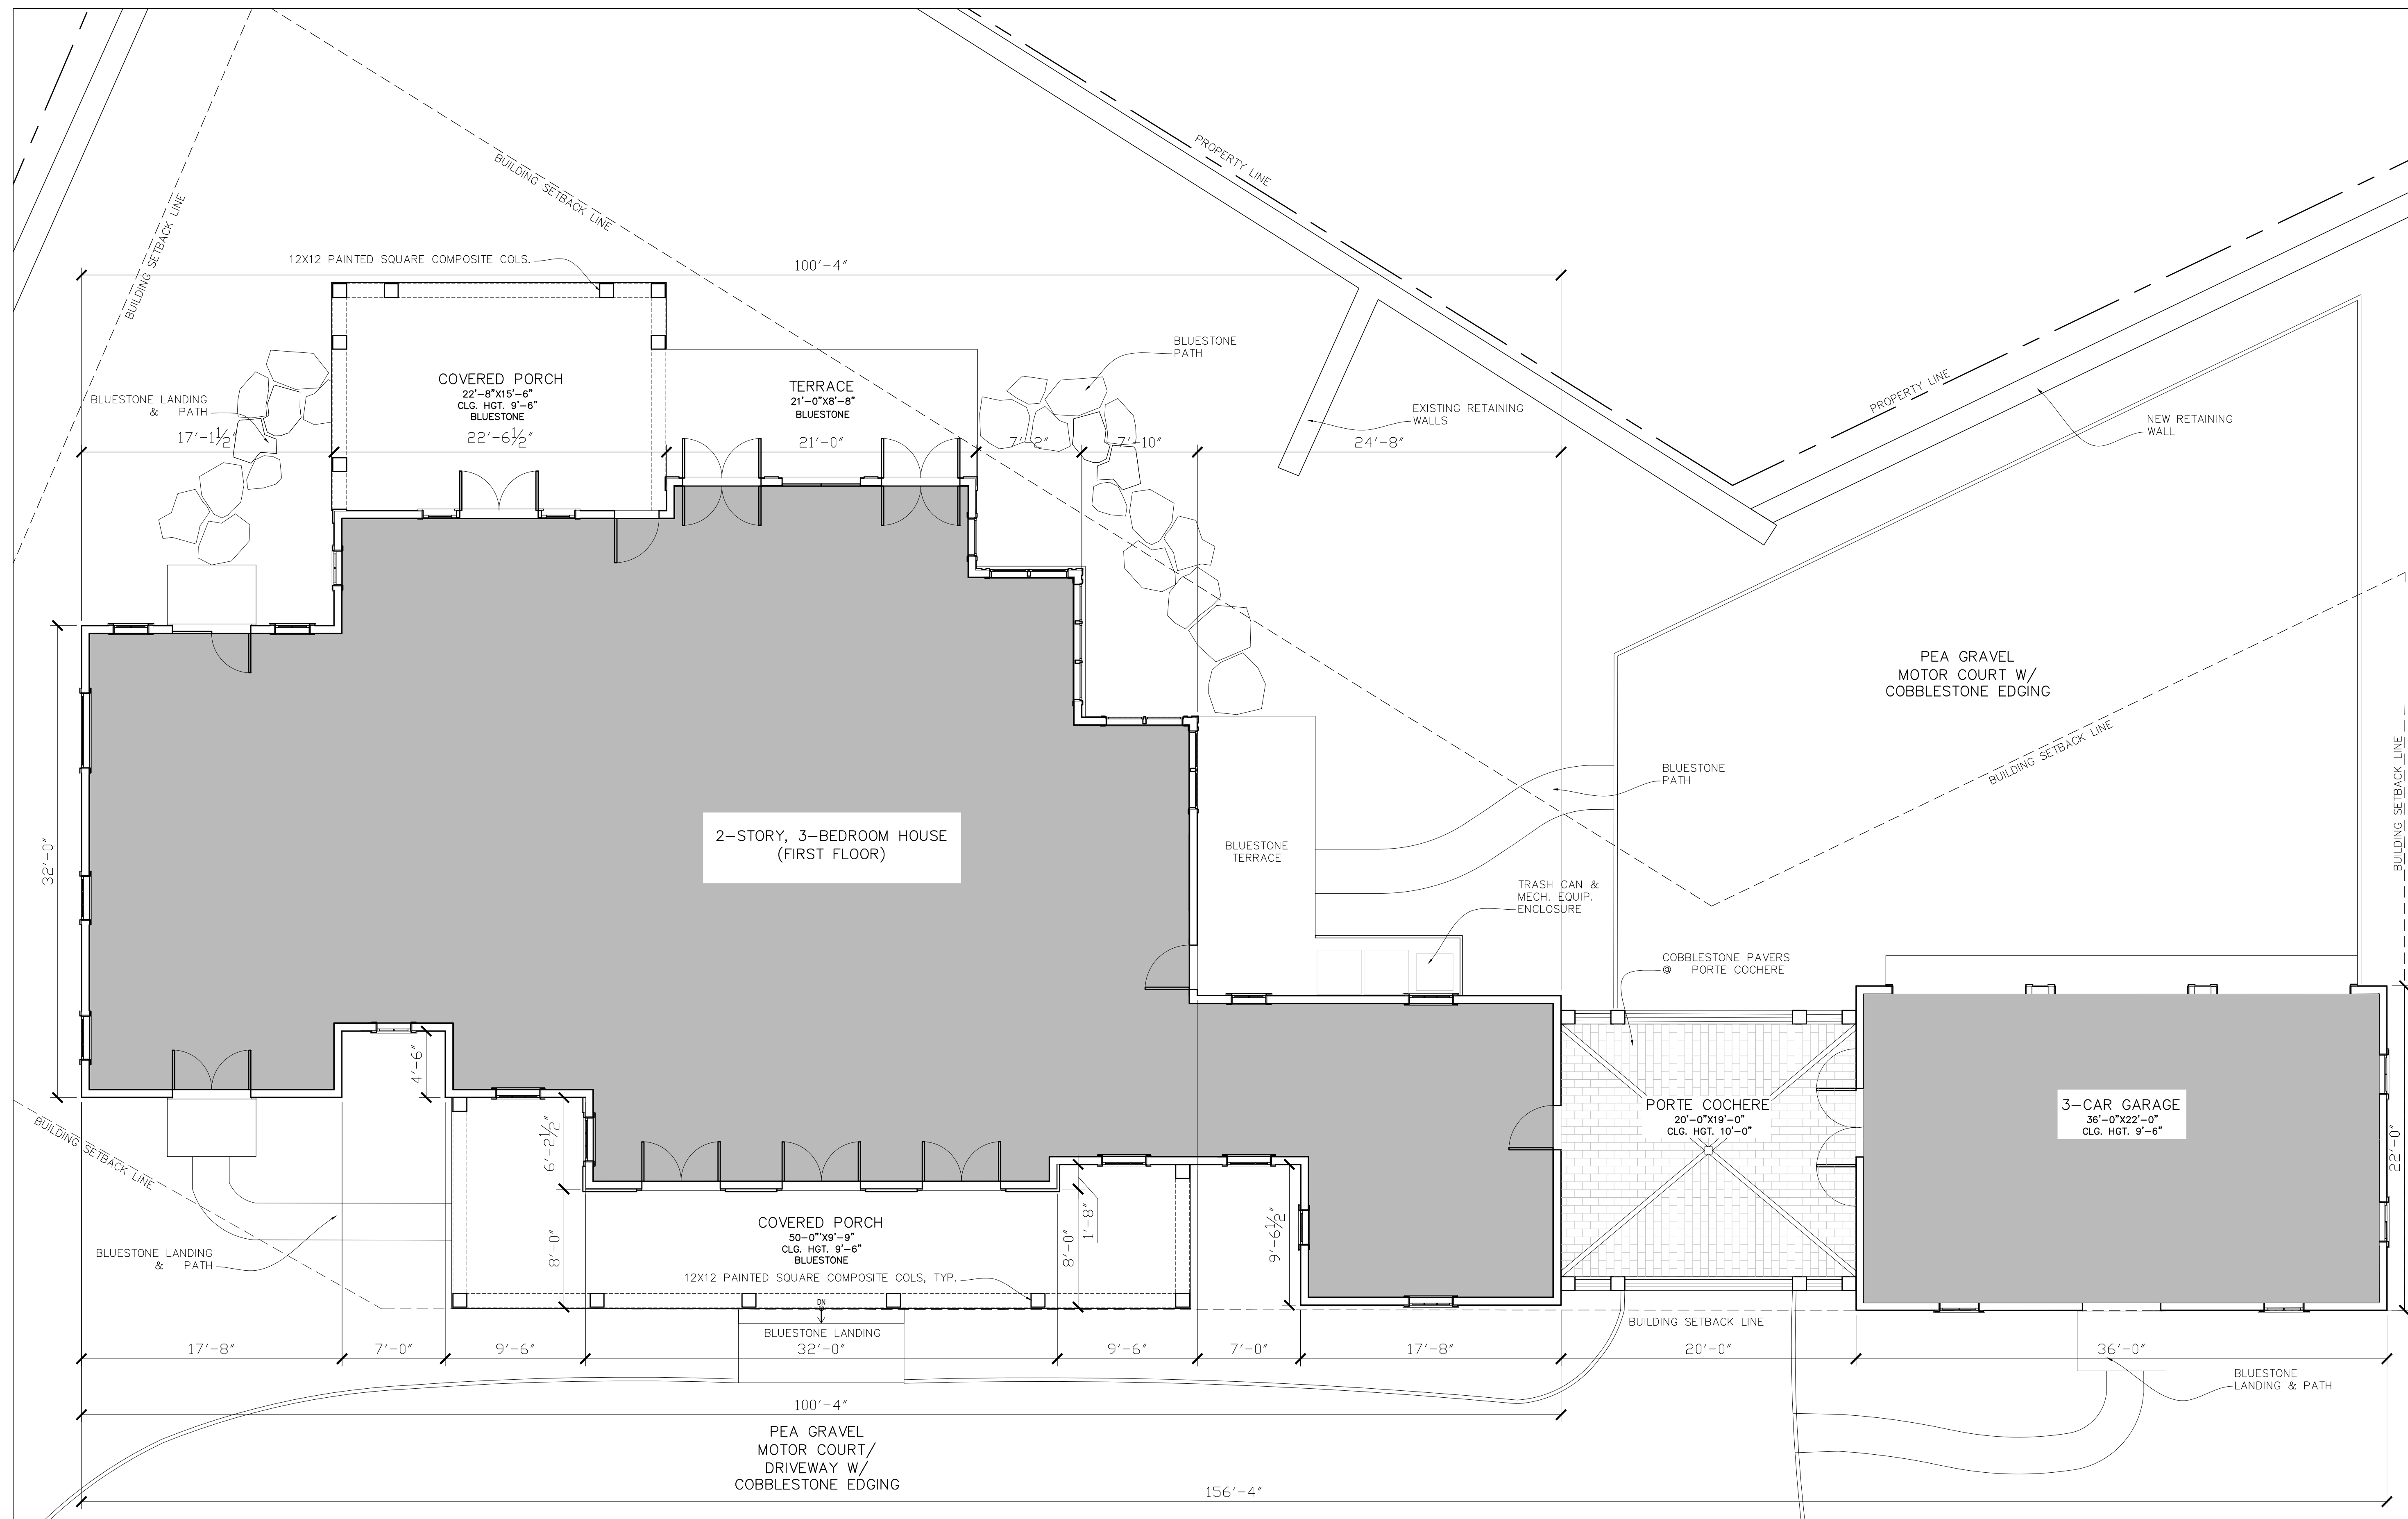 PROPERTY LINE
BUILDING SETBACK LINE
BUILDING SETBACK LINE
12X12 PAINTED SQUARE COMPOSITE COLS.
100'-4"
BLUESTONE
PATH
COVERED PORCH
22'-8"X15'-6"
CLG. HGT. 9'-6"
BLUESTONE
TERRACE
21'-0"X8'-8"
BLUESTONE
BLUESTONE LANDING
& PATH
EXISTING RETAINING
WALLS
PROPERTY LINE
NEW RETAINING
WALL
17'-1½"
22'-6½"
21'-0"
7'-2"
7'-10"
24'-8"
PEA GRAVEL
MOTOR COURT W/
COBBLESTONE EDGING
BUILDING SETBACK LINE
BUILDING SETBACK LINE
BLUESTONE
PATH
2-STORY, 3-BEDROOM HOUSE
(FIRST FLOOR)
32'-0"
BLUESTONE
TERRACE
TRASH CAN &
MECH. EQUIP.
ENCLOSURE
COBBLESTONE PAVERS
@ PORTE COCHERE
4'-6"
PORTE COCHERE
20'-0"X19'-0"
CLG. HGT. 10'-0"
3-CAR GARAGE
36'-0"X22'-0"
CLG. HGT. 9'-6"
22'-0"
BUILDING SETBACK LINE
6'-2½"
8'-0"
COVERED PORCH
50-0"'X9'-9"
CLG. HGT. 9'-6"
BLUESTONE
8'-0"
1'-8"
9'-6½"
BLUESTONE LANDING
& PATH
12X12 PAINTED SQUARE COMPOSITE COLS, TYP.
DN
BLUESTONE LANDING
BUILDING SETBACK LINE
17'-8"
7'-0"
9'-6"
32'-0"
9'-6"
7'-0"
17'-8"
20'-0"
36'-0"
BLUESTONE
LANDING & PATH
100'-4"
PEA GRAVEL
MOTOR COURT/
DRIVEWAY W/
COBBLESTONE EDGING
156'-4"